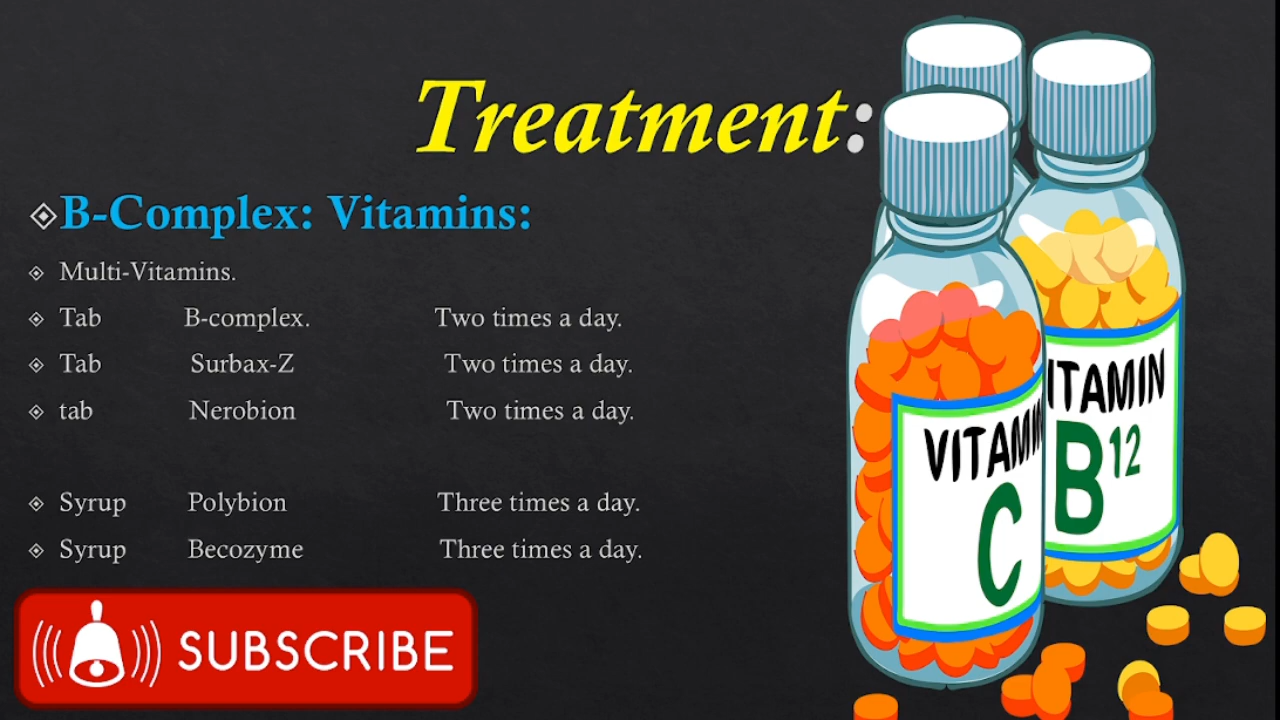 Treatment:
B-Complex: Vitamins:
Multi-Vitamins.
Tab B-complex. Two times a day.
Tab Surbax-Z Two times a day.
tab Nerobion Two times a day.
Syrup Polybion Three times a day.
Syrup Becozyme Three times a day.
SUBSCRIBE
VITAMIN
C
ITAMIN
B12